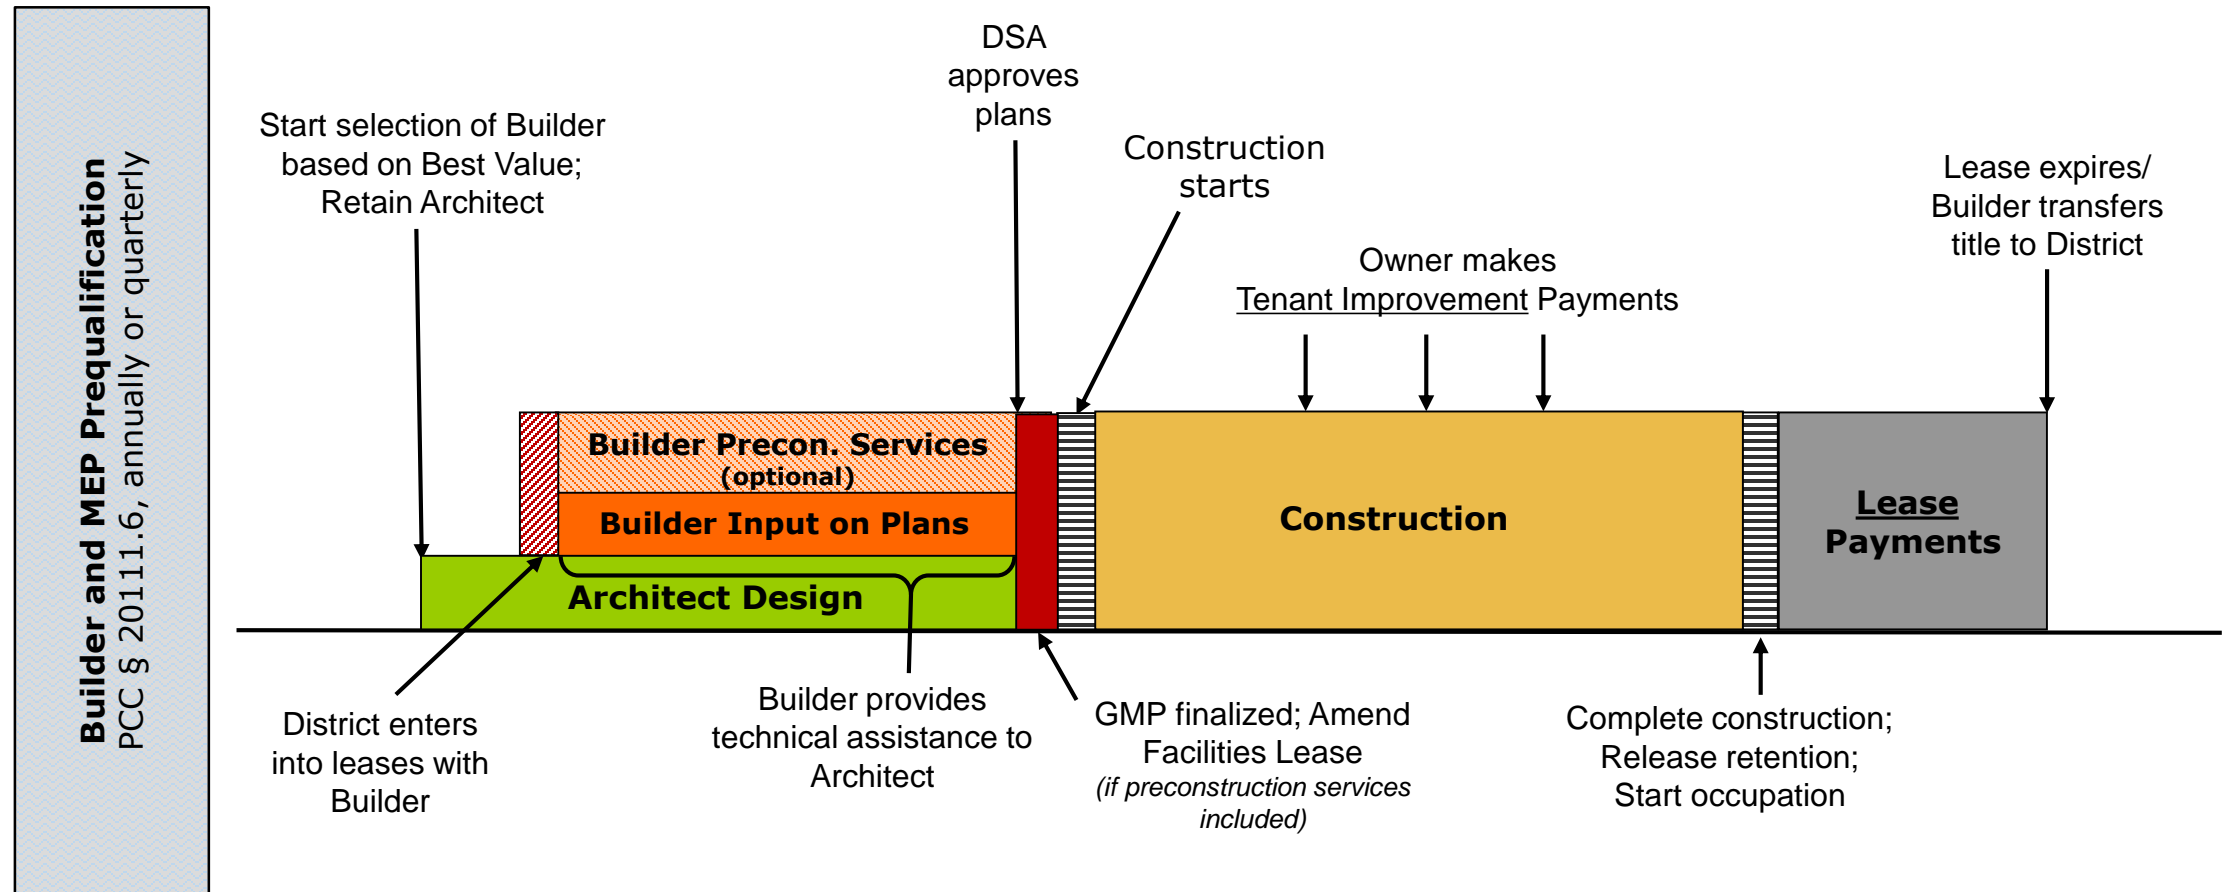 Builder and MEP Prequalification
PCC § 20111.6, annually or quarterly
Start selection of Builder
based on Best Value;
Retain Architect
DSA
approves
plans
Construction
starts
Owner makes
Tenant Improvement Payments
Lease expires/
Builder transfers
title to District
Builder Precon. Services
(optional)
Builder Input on Plans
Architect Design
Construction
Lease
Payments
District enters
into leases with
Builder
Builder provides
technical assistance to
Architect
GMP finalized; Amend
Facilities Lease
(if preconstruction services
included)
Complete construction;
Release retention;
Start occupation